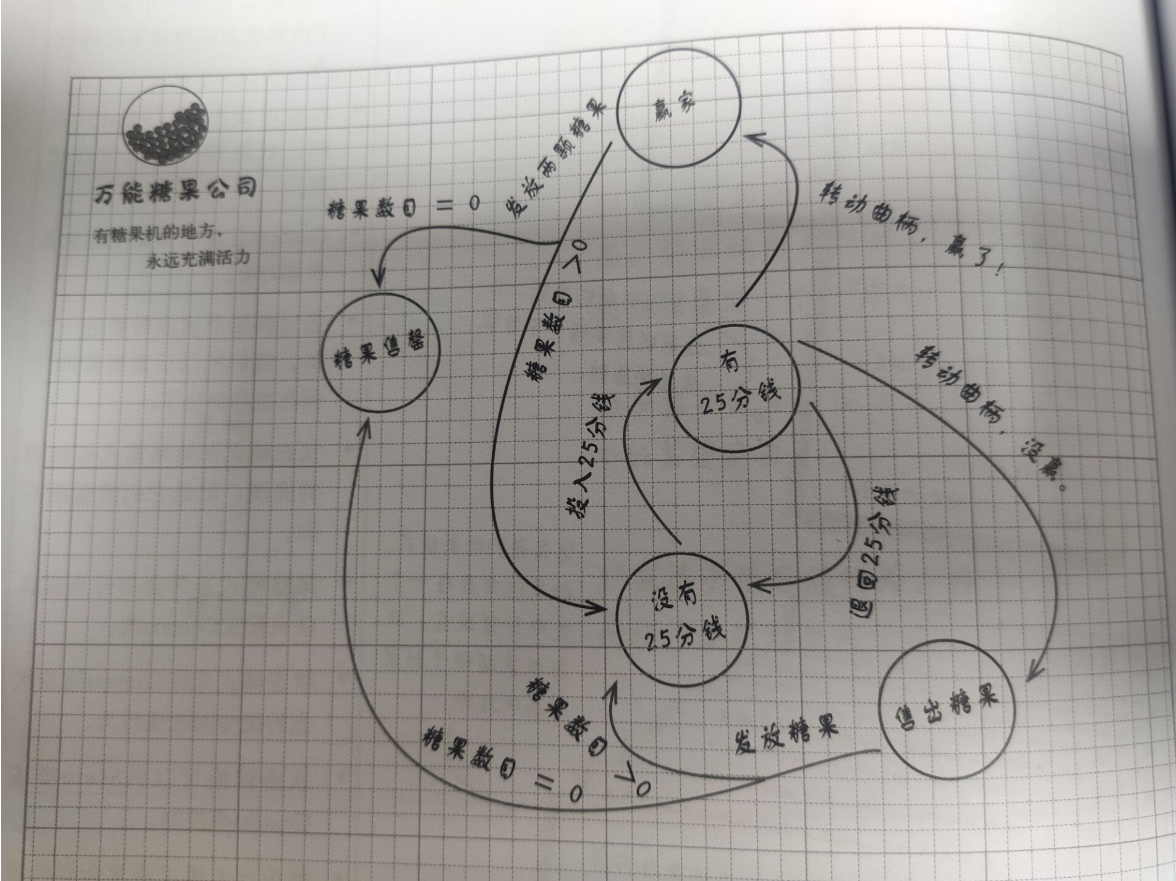 万能糖果公司
有糖果机的地方，
永远充满活力
赢家
发放两颗糖果
糖果数目 = 0
糖果数目 >0
转动曲柄，赢了！
糖果售罄
有
25分钱
转动曲柄，没赢。
投入25分钱
退回25分钱
没有
25分钱
售出糖果
发放糖果
糖果数目 >0
糖果数目 = 0